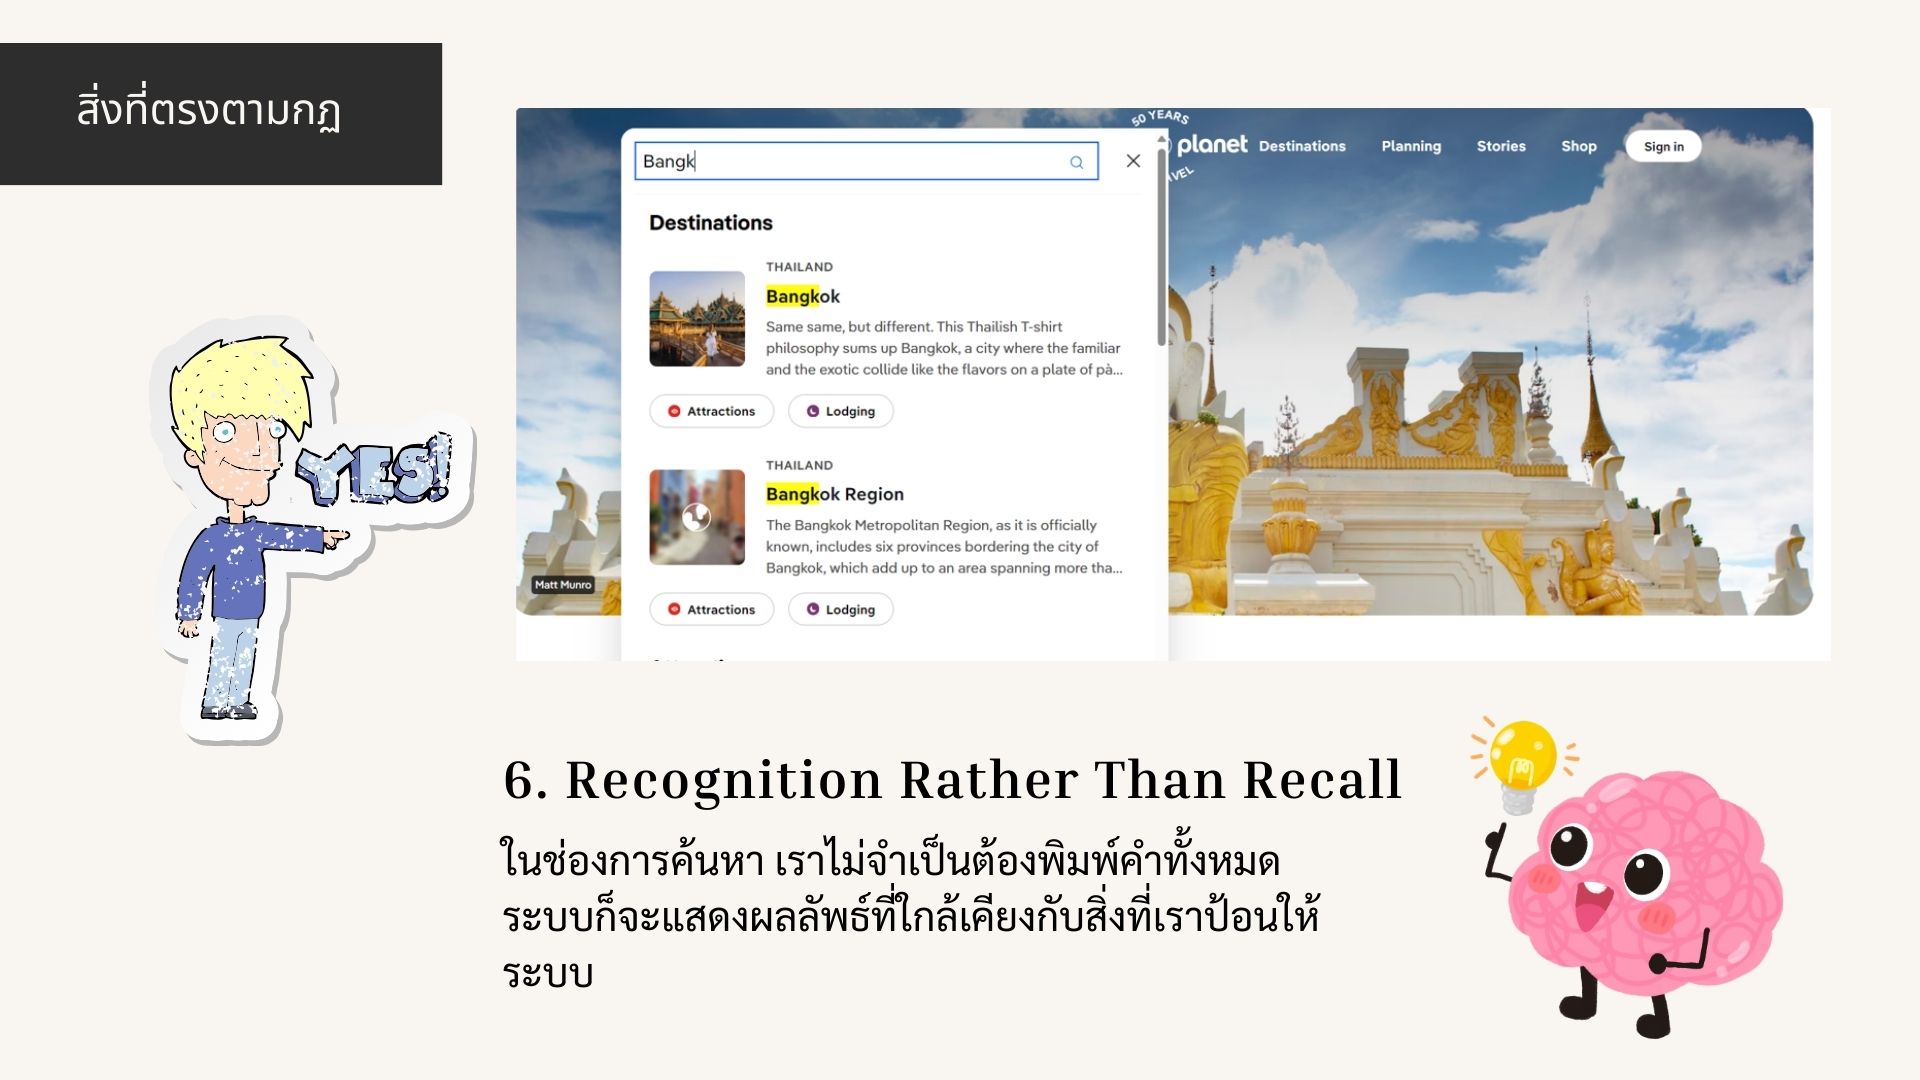 สิ่งที่ตรงตามกฏ
50 YEARS
planet
Destinations
Planning
Stories
Shop
Sign in
Bangk
Destinations
THAILAND
Bangkok
Same same, but different. This Thailish T-shirt
philosophy sums up Bangkok, a city where the familiar
and the exotic collide like the flavors on a plate of pà...
Attractions
Lodging
THAILAND
Bangkok Region
The Bangkok Metropolitan Region, as it is officially
known, includes six provinces bordering the city of
Bangkok, which add up to an area spanning more tha...
Attractions
Lodging
Matt Munro
YES!
6. Recognition Rather Than Recall
ในช่องการค้นหา เราไม่จำเป็นต้องพิมพ์คำทั้งหมด
ระบบก็จะแสดงผลลัพธ์ที่ใกล้เคียงกับสิ่งที่เราป้อนให้
ระบบ